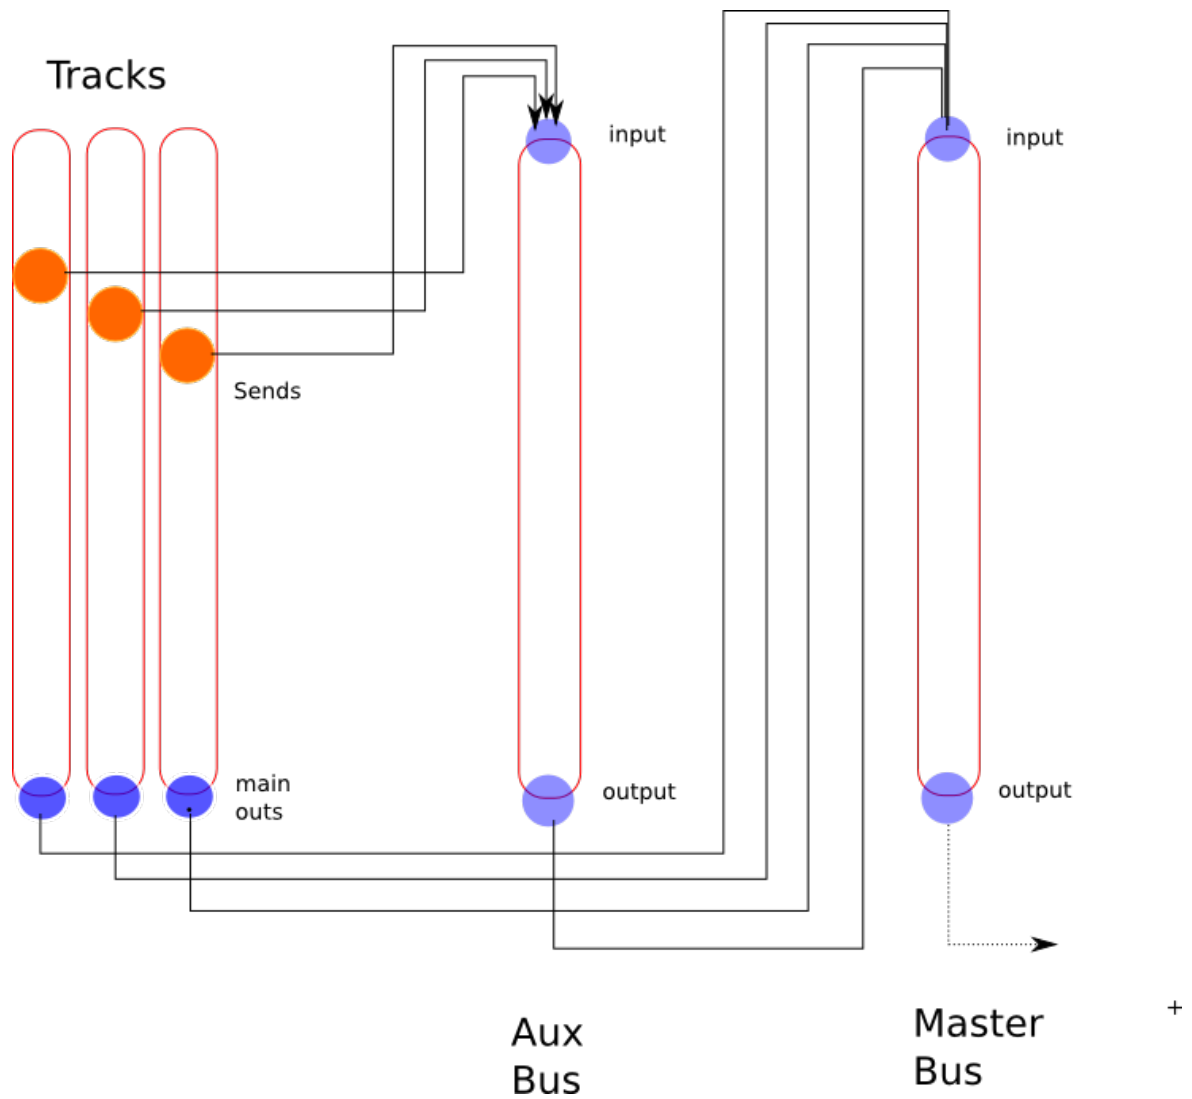 Tracks
input
input
Sends
main
outs
output
output
Aux
Bus
Master
Bus
+